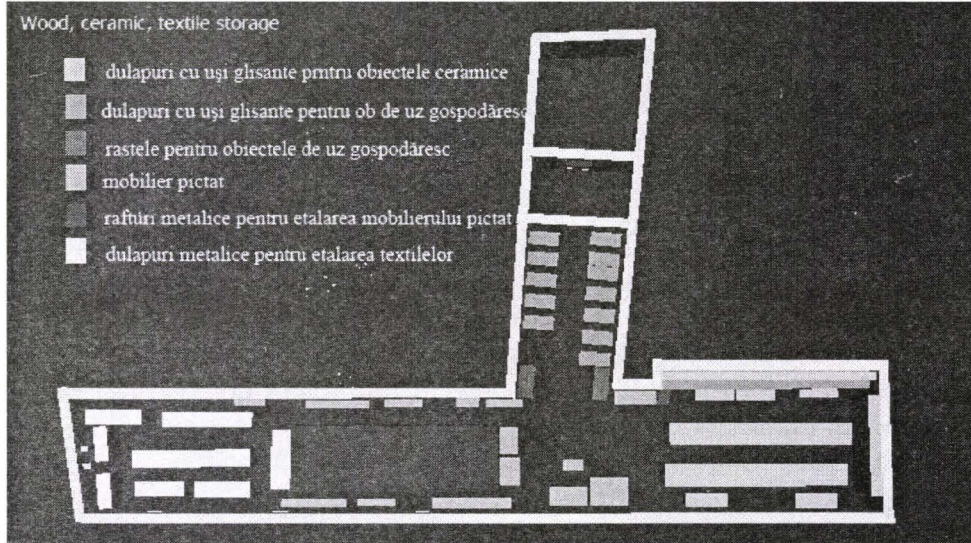 Wood, ceramic, textile storage
dulapuri cu uşi glisante pmtru obiectele ceramice
dulapuri cu uşi glisante pentru ob de uz gospodăresc
rastele pentru obiectele de uz gospodăresc
mobilier pictat
rafturi metalice pentru etalarea mobilierului pictat
dulapuri metalice pentru etalarea textilelor